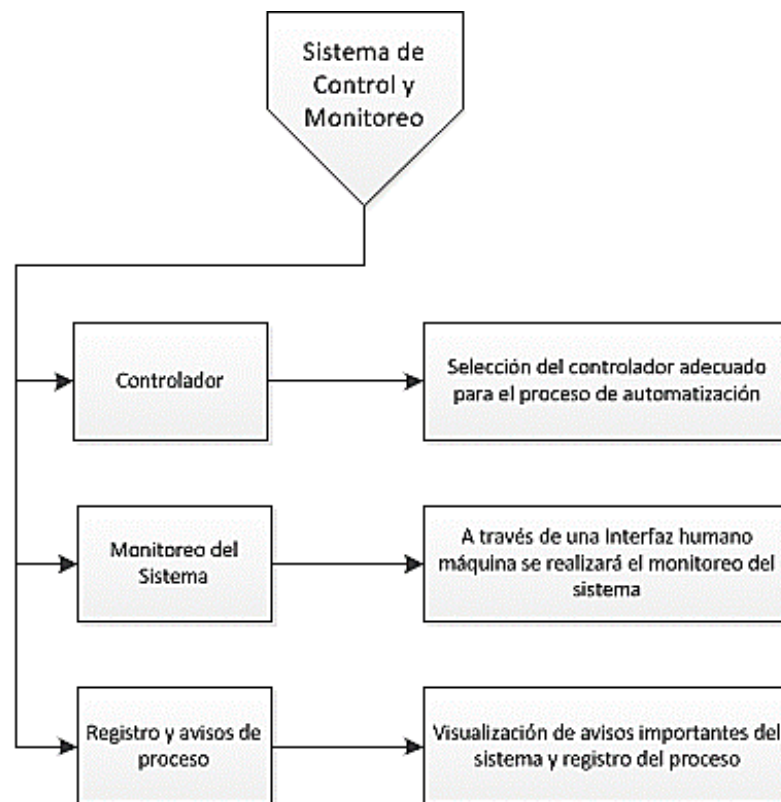 Sistema de
Control y
Monitoreo
Controlador
Selección del controlador adecuado
para el proceso de automatización
Monitoreo del
Sistema
A través de una Interfaz humano
máquina se realizará el monitoreo del
sistema
Registro y avisos de
proceso
Visualización de avisos importantes del
sistema y registro del proceso